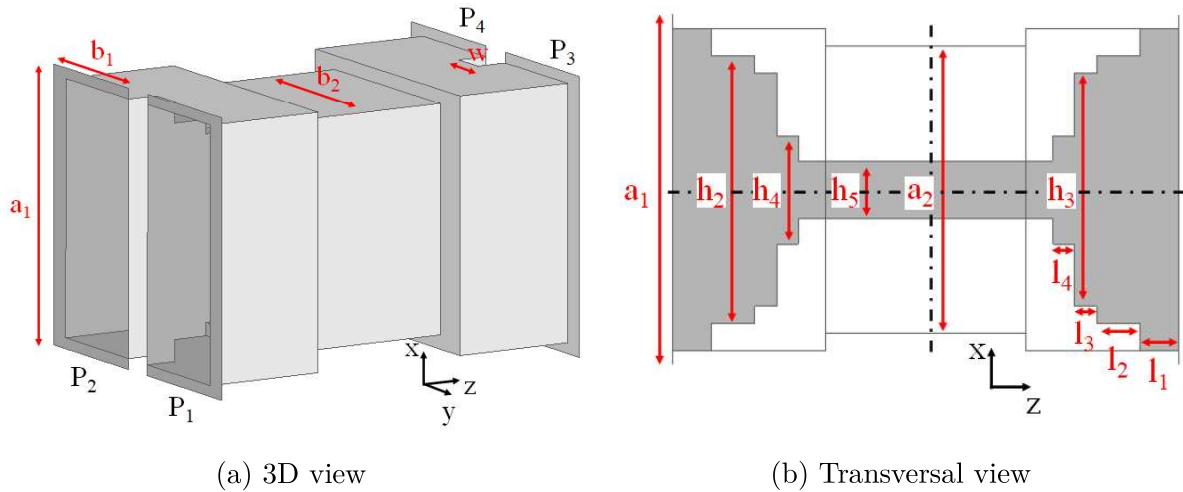 P₄
P₃
b₁
w
b₂
a₁
x
z
y
P₂
P₁
(a) 3D view
a₁
h₂
h₄
h₅
a₂
h₃
l₄
l₃
l₂
l₁
x
z
(b) Transversal view